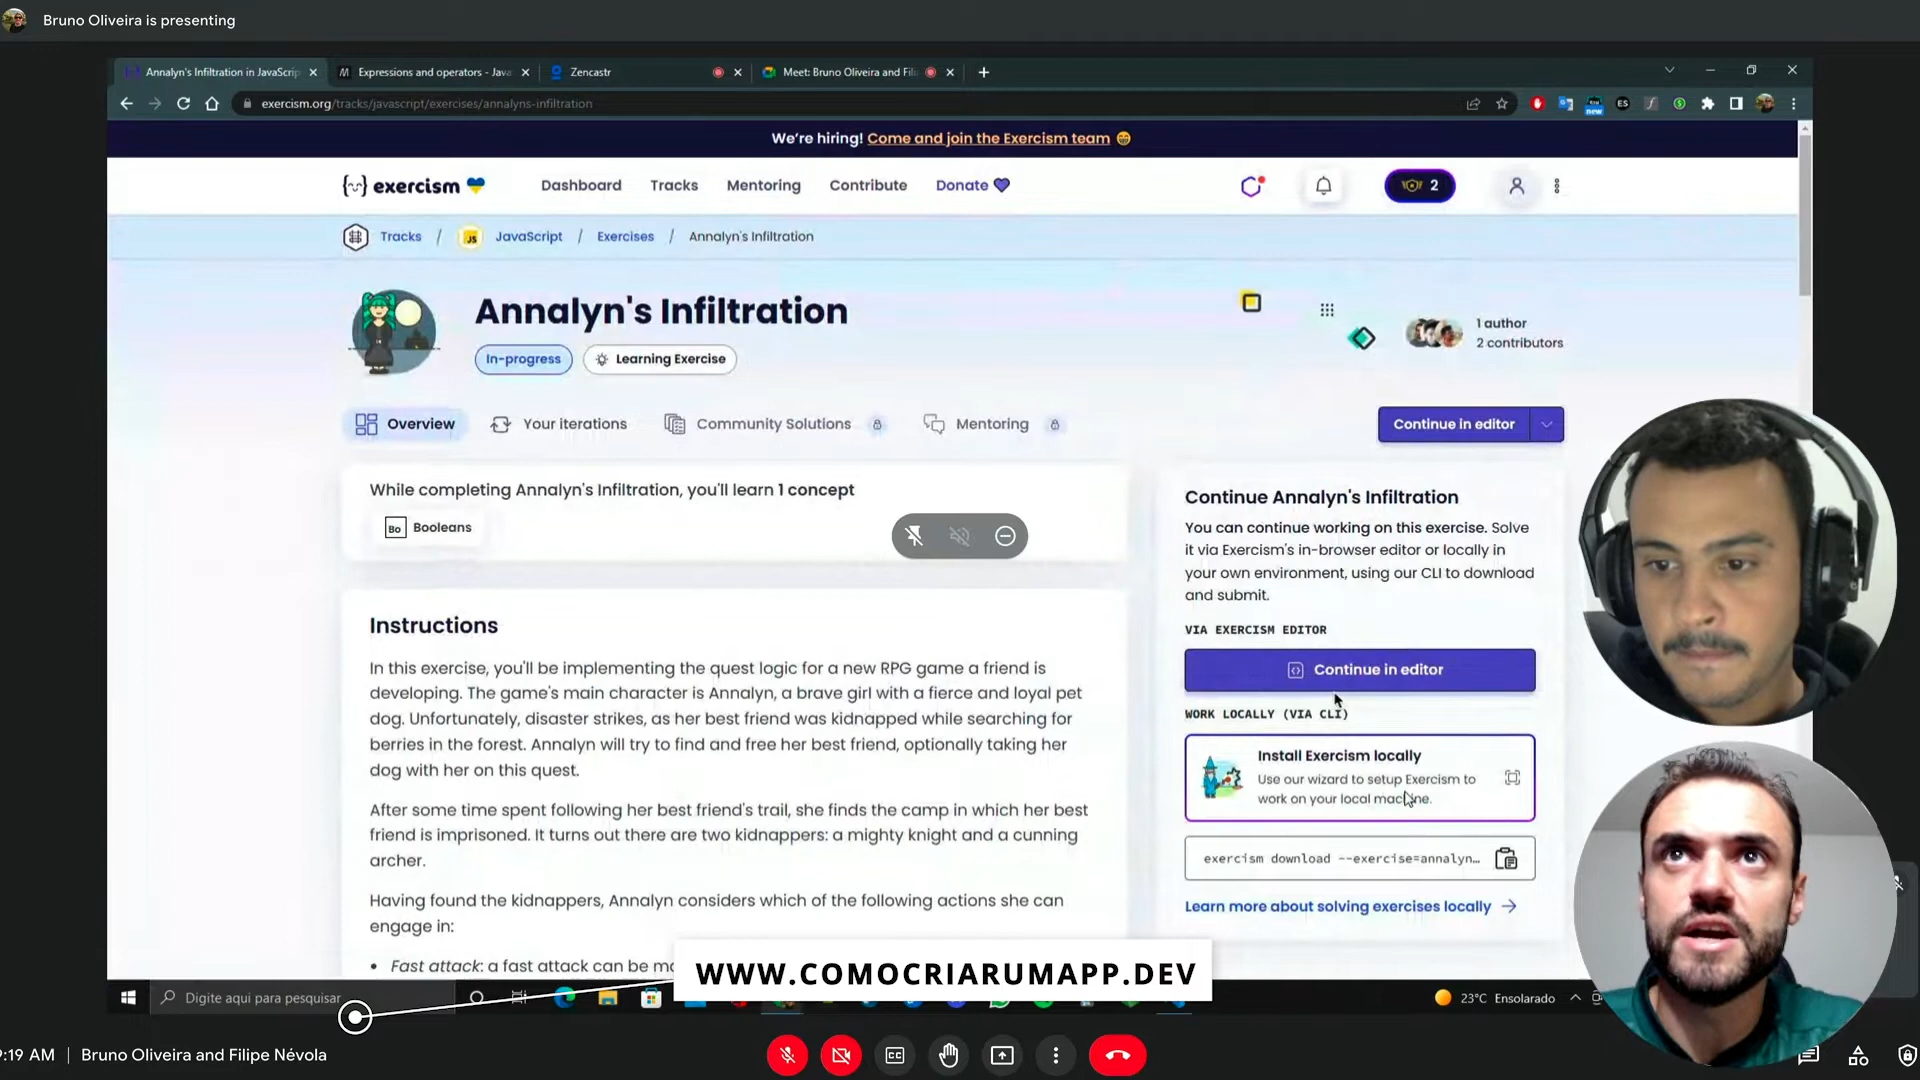 Bruno Oliveira is presenting
Annalyn's Infiltration in JavaScrip
Expressions and operators - Java
Zencastr
Meet: Bruno Oliveira and Fili
exercism.org/tracks/javascript/exercises/annalyns-infiltration
ES
new
We're hiring! Come and join the Exercism team
exercism
Dashboard
Tracks
Mentoring
Contribute
Donate
2
Tracks / JS JavaScript / Exercises / Annalyn's Infiltration
Annalyn's Infiltration
1 author
2 contributors
In-progress
Learning Exercise
Overview
Your iterations
Community Solutions
Mentoring
Continue in editor
While completing Annalyn's Infiltration, you'll learn 1 concept
Bo Booleans
Instructions
In this exercise, you'll be implementing the quest logic for a new RPG game a friend is
developing. The game's main character is Annalyn, a brave girl with a fierce and loyal pet
dog. Unfortunately, disaster strikes, as her best friend was kidnapped while searching for
berries in the forest. Annalyn will try to find and free her best friend, optionally taking her
dog with her on this quest.
After some time spent following her best friend's trail, she finds the camp in which her best
friend is imprisoned. It turns out there are two kidnappers: a mighty knight and a cunning
archer.
Having found the kidnappers, Annalyn considers which of the following actions she can
engage in:
• Fast attack: a fast attack can be
Continue Annalyn's Infiltration
You can continue working on this exercise. Solve
it via Exercism's in-browser editor or locally in
your own environment, using our CLI to download
and submit.
VIA EXERCISM EDITOR
Continue in editor
WORK LOCALLY (VIA CLI)
Install Exercism locally
Use our wizard to setup Exercism to
work on your local machine.
exercism download --exercise=annalyn…
Learn more about solving exercises locally
WWW.COMOCRIARUMAPP.DEV
Digite aqui para pesquisar
23°C Ensolarado
9:19 AM | Bruno Oliveira and Filipe Névola